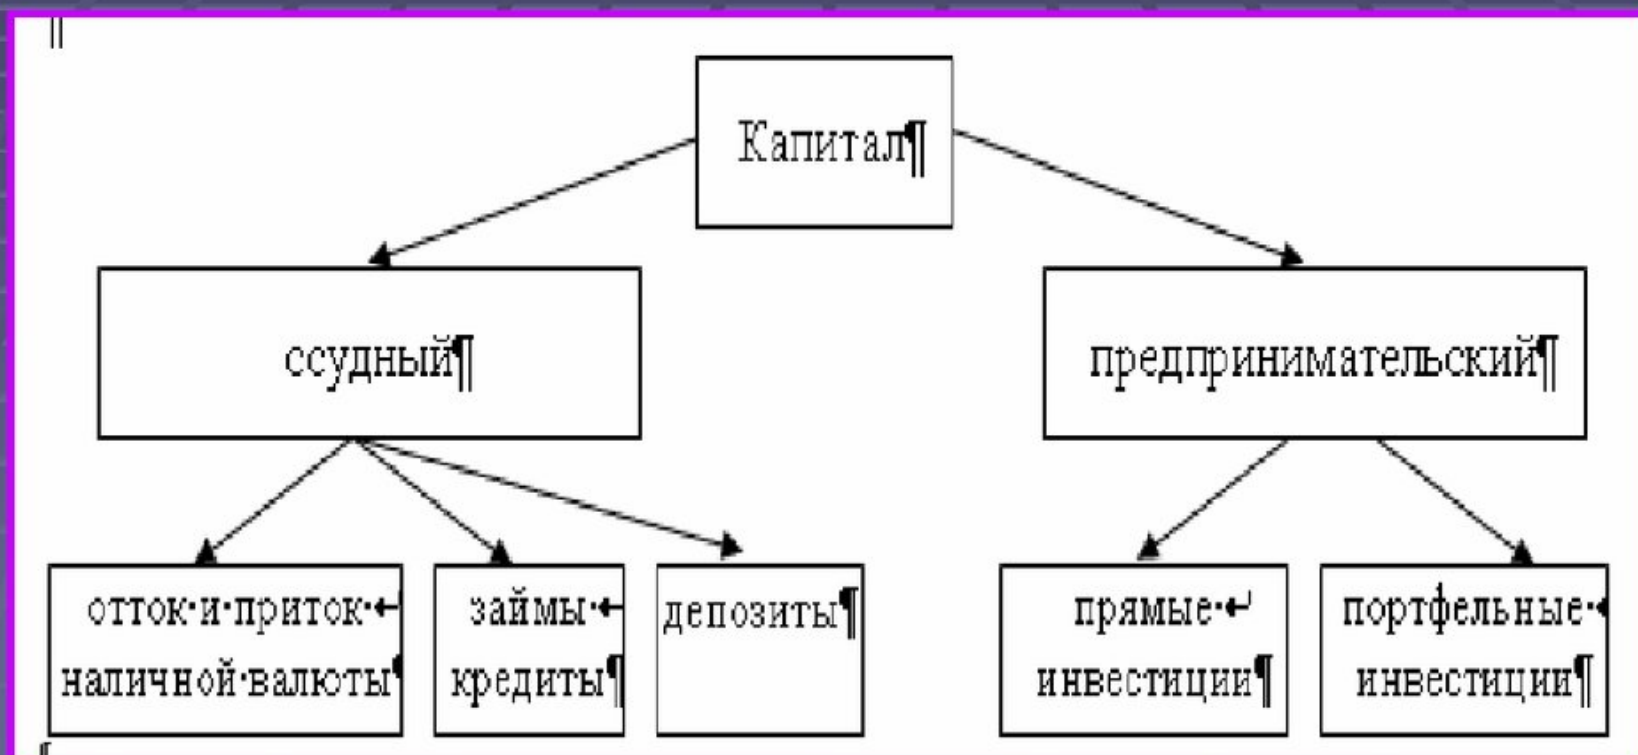 ¶
Капитал¶
ссудный¶
предпринимательский¶
отток·и·приток·↵
наличной·валюты¶
займы·↵
кредиты¶
депозиты¶
прямые·↵
инвестиции¶
портфельные·↵
инвестиции¶
¶